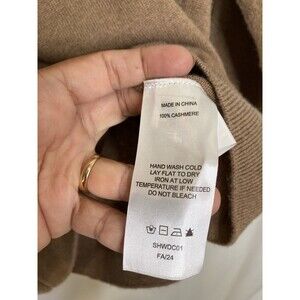 MADE IN CHINA
100% CASHMERE
HAND WASH COLD
LAY FLAT TO DRY
IRON AT LOW
TEMPERATURE IF NEEDED
DO NOT BLEACH
SHWDC01
FA/24